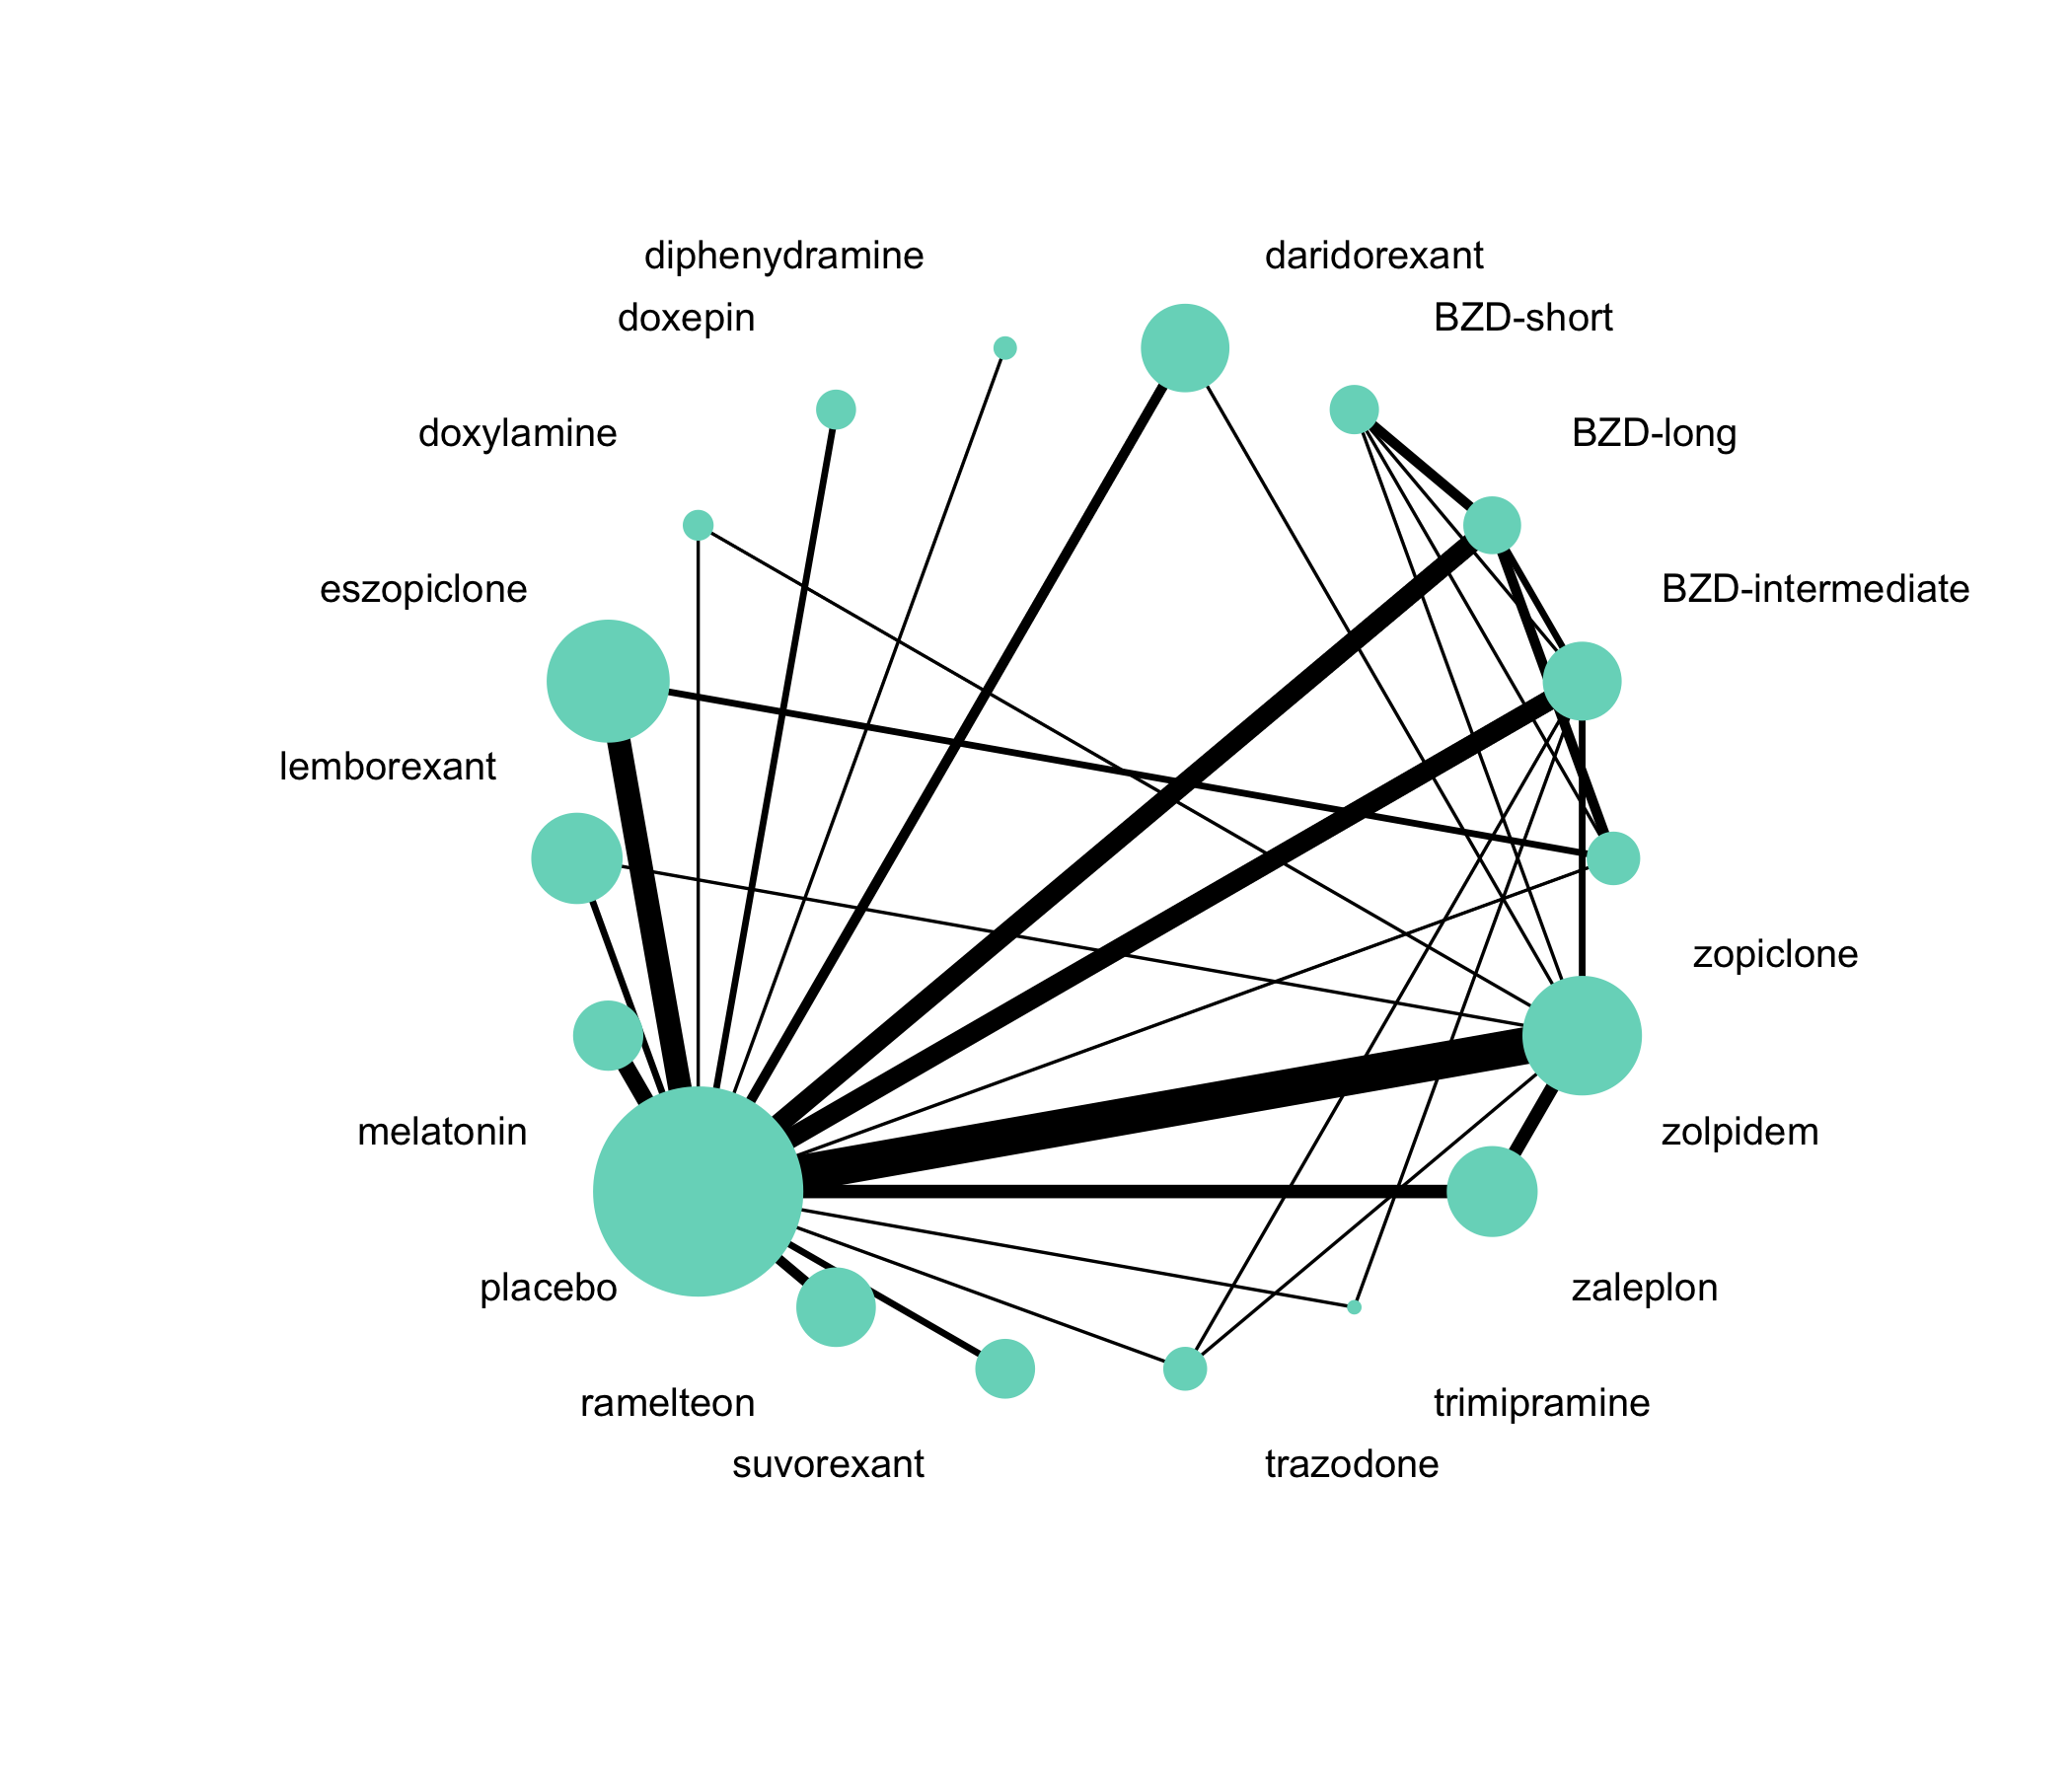 diphenydramine
daridorexant
doxepin
BZD-short
doxylamine
BZD-long
eszopiclone
BZD-intermediate
lemborexant
zopiclone
melatonin
zolpidem
placebo
zaleplon
ramelteon
trimipramine
suvorexant
trazodone